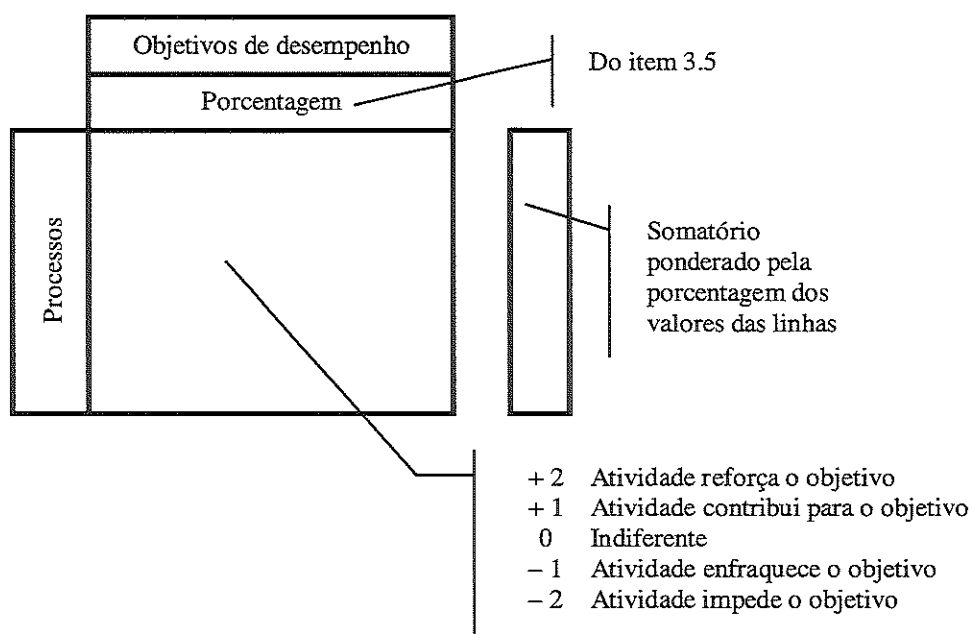 Objetivos de desempenho
Do item 3.5
Porcentagem
Processos
Somatório
ponderado pela
porcentagem dos
valores das linhas
+ 2 Atividade reforça o objetivo
+ 1 Atividade contribui para o objetivo
0 Indiferente
– 1 Atividade enfraquece o objetivo
– 2 Atividade impede o objetivo